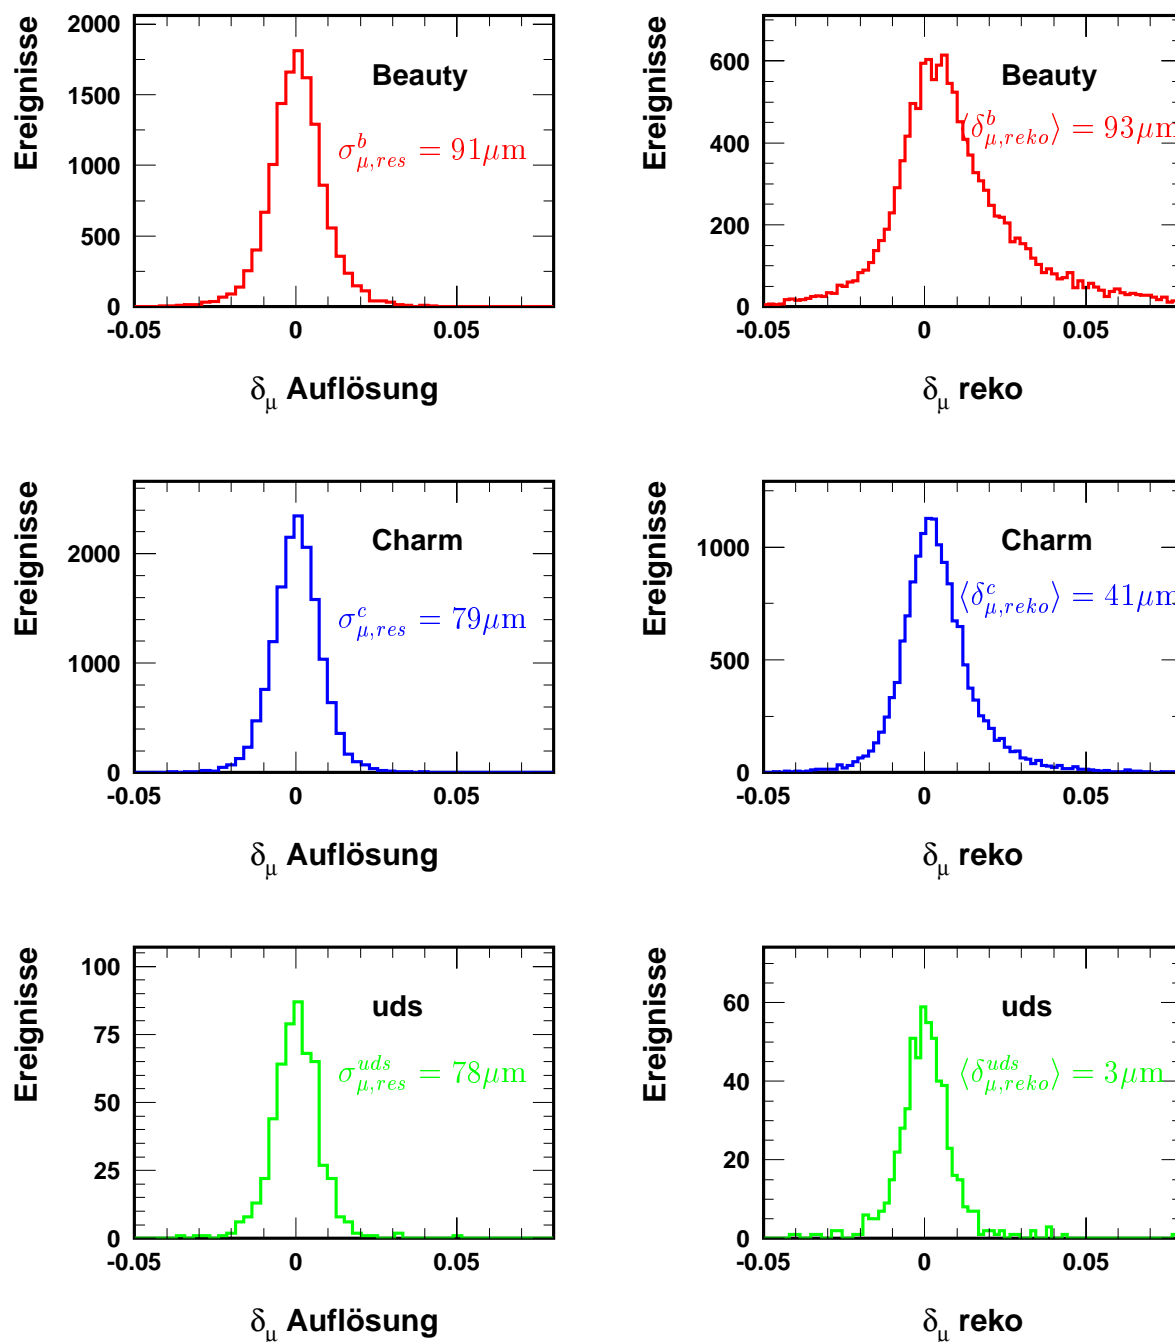 Ereignisse
2000
1500
1000
500
0
-0.05 0 0.05
Beauty
σ^b_{μ,res} = 91μm
δ_μ Auflösung
Ereignisse
600
400
200
0
-0.05 0 0.05
Beauty
⟨δ^b_{μ,reko}⟩ = 93μm
δ_μ reko
Ereignisse
2000
1000
0
-0.05 0 0.05
Charm
σ^c_{μ,res} = 79μm
δ_μ Auflösung
Ereignisse
1000
500
0
-0.05 0 0.05
Charm
⟨δ^c_{μ,reko}⟩ = 41μm
δ_μ reko
Ereignisse
100
75
50
25
0
-0.05 0 0.05
uds
σ^{uds}_{μ,res} = 78μm
δ_μ Auflösung
Ereignisse
60
40
20
0
-0.05 0 0.05
uds
⟨δ^{uds}_{μ,reko}⟩ = 3μm
δ_μ reko